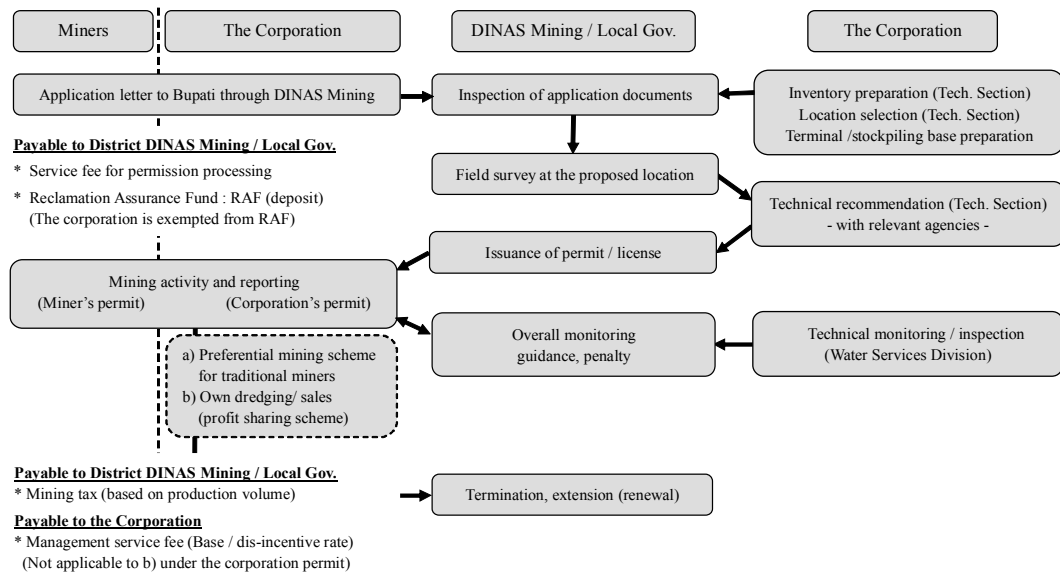 Miners
The Corporation
DINAS Mining / Local Gov.
The Corporation
Application letter to Bupati through DINAS Mining
Inspection of application documents
Inventory preparation (Tech. Section)
Location selection (Tech. Section)
Terminal /stockpiling base preparation
Payable to District DINAS Mining / Local Gov.
* Service fee for permission processing
* Reclamation Assurance Fund : RAF (deposit)
(The corporation is exempted from RAF)
Field survey at the proposed location
Technical recommendation (Tech. Section)
- with relevant agencies -
Issuance of permit / license
Mining activity and reporting
(Miner's permit) (Corporation's permit)
Overall monitoring
guidance, penalty
Technical monitoring / inspection
(Water Services Division)
a) Preferential mining scheme
for traditional miners
b) Own dredging/ sales
(profit sharing scheme)
Payable to District DINAS Mining / Local Gov.
* Mining tax (based on production volume)
Termination, extension (renewal)
Payable to the Corporation
* Management service fee (Base / dis-incentive rate)
(Not applicable to b) under the corporation permit)